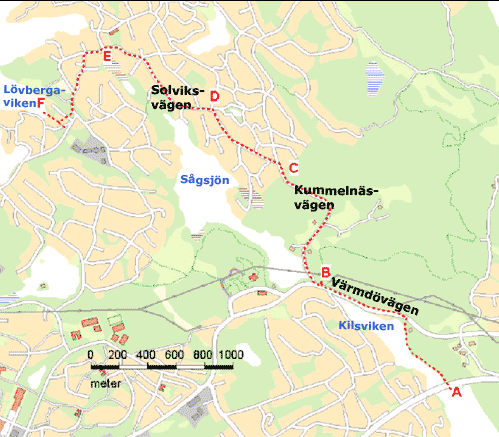 E
Lövberga-
viken
F
Solviks-
vägen
D
C
Sågsjön
Kummelnäs-
vägen
B
Värmdövägen
Kilsviken
0 200 400 600 800 1000
meter
A